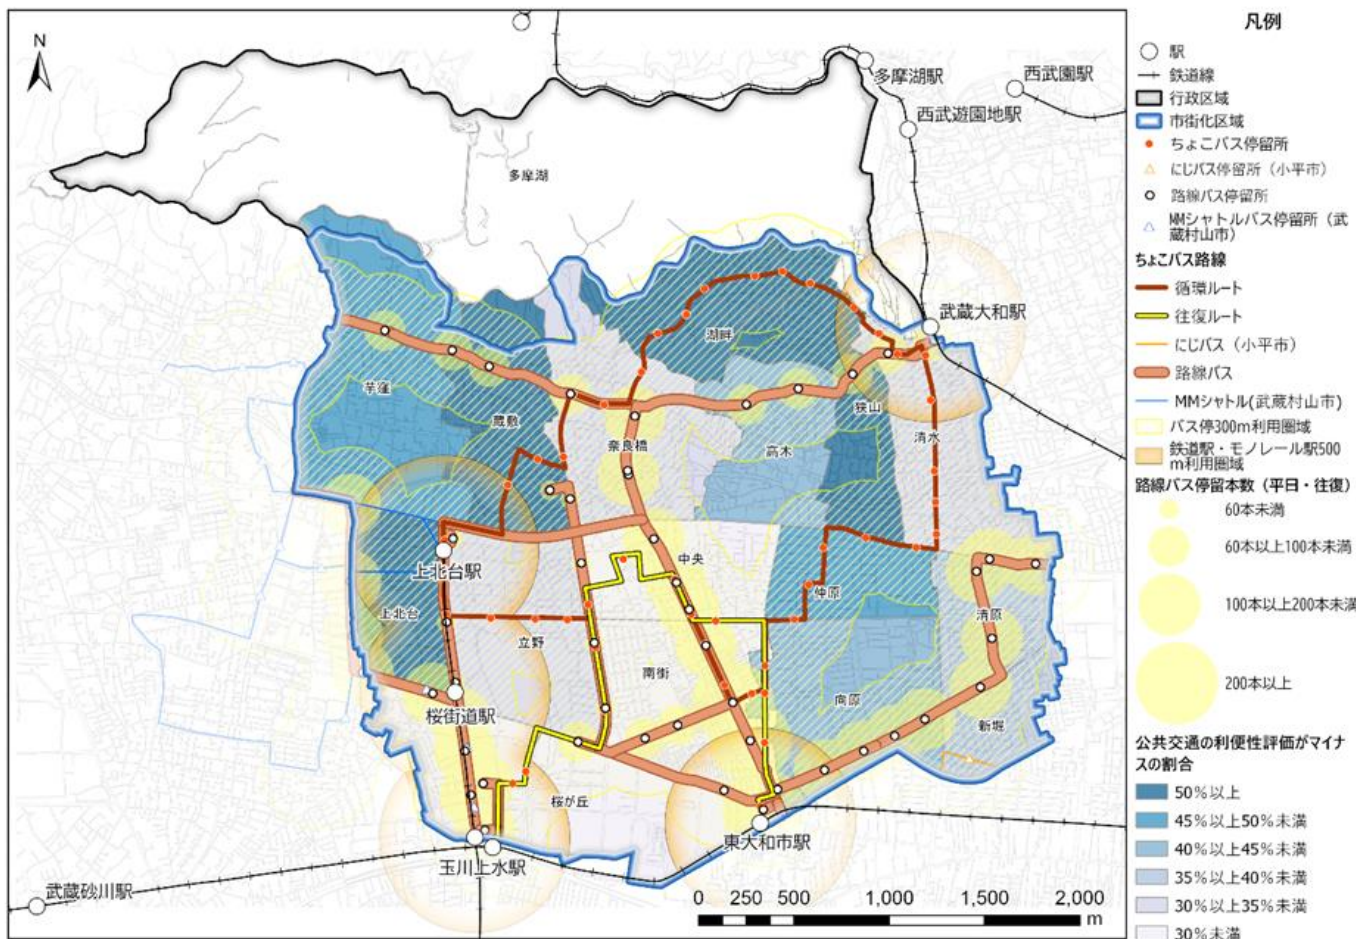 N
多摩湖駅
西武園駅
西武遊園地駅
多摩湖
武蔵大和駅
湖畔
芋窪
蔵敷
狭山
奈良橋
高木
清水
中央
上北台駅
仲原
上北台
清原
立野
南街
向原
桜街道駅
新堀
桜が丘
東大和市駅
玉川上水駅
武蔵砂川駅
0 250 500 1,000 1,500 2,000
m
凡例
駅
鉄道線
行政区域
市街化区域
ちょこバス停留所
にじバス停留所（小平市）
路線バス停留所
MMシャトルバス停留所（武
蔵村山市）
ちょこバス路線
循環ルート
往復ルート
にじバス（小平市）
路線バス
MMシャトル(武蔵村山市)
バス停300m利用圏域
鉄道駅・モノレール駅500
m利用圏域
路線バス停留本数（平日・往復）
60本未満
60本以上100本未満
100本以上200本未満
200本以上
公共交通の利便性評価がマイナ
スの割合
50％以上
45％以上50％未満
40％以上45％未満
35％以上40％未満
30％以上35％未満
30％未満